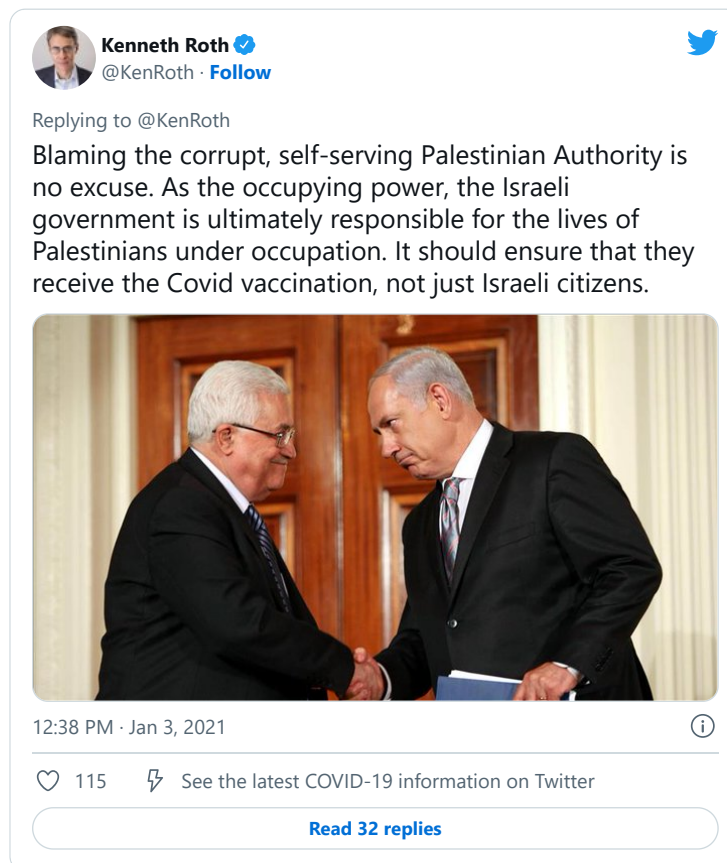 Kenneth Roth
@KenRoth · Follow
Replying to @KenRoth
Blaming the corrupt, self-serving Palestinian Authority is
no excuse. As the occupying power, the Israeli
government is ultimately responsible for the lives of
Palestinians under occupation. It should ensure that they
receive the Covid vaccination, not just Israeli citizens.
12:38 PM · Jan 3, 2021
115 See the latest COVID-19 information on Twitter
Read 32 replies